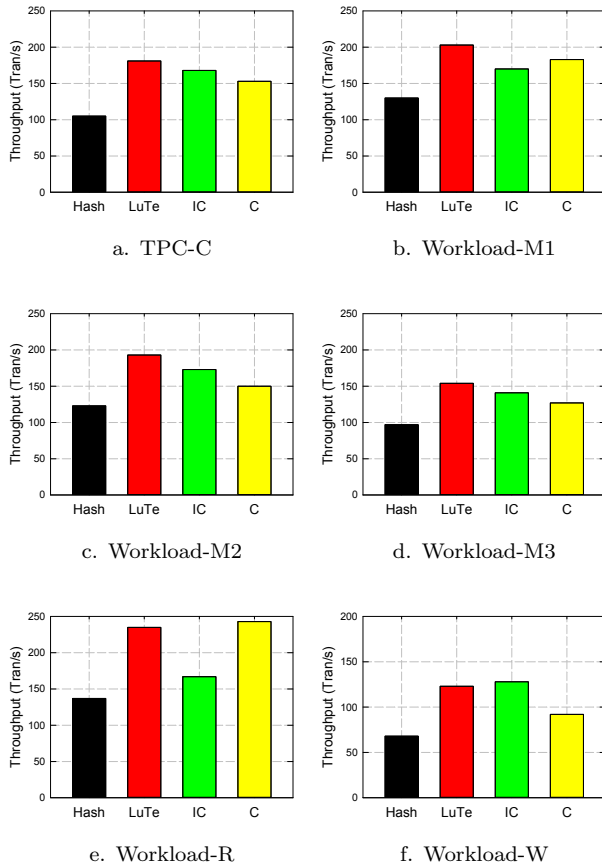 250
200
150
100
50
0
Throughput (Tran/s)
Hash LuTe IC C
a. TPC-C
250
200
150
100
50
0
Throughput (Tran/s)
Hash LuTe IC C
b. Workload-M1
250
200
150
100
50
0
Throughput (Tran/s)
Hash LuTe IC C
c. Workload-M2
250
200
150
100
50
0
Throughput (Tran/s)
Hash LuTe IC C
d. Workload-M3
250
200
150
100
50
0
Throughput (Tran/s)
Hash LuTe IC C
e. Workload-R
200
150
100
50
0
Throughput (Tran/s)
Hash LuTe IC C
f. Workload-W